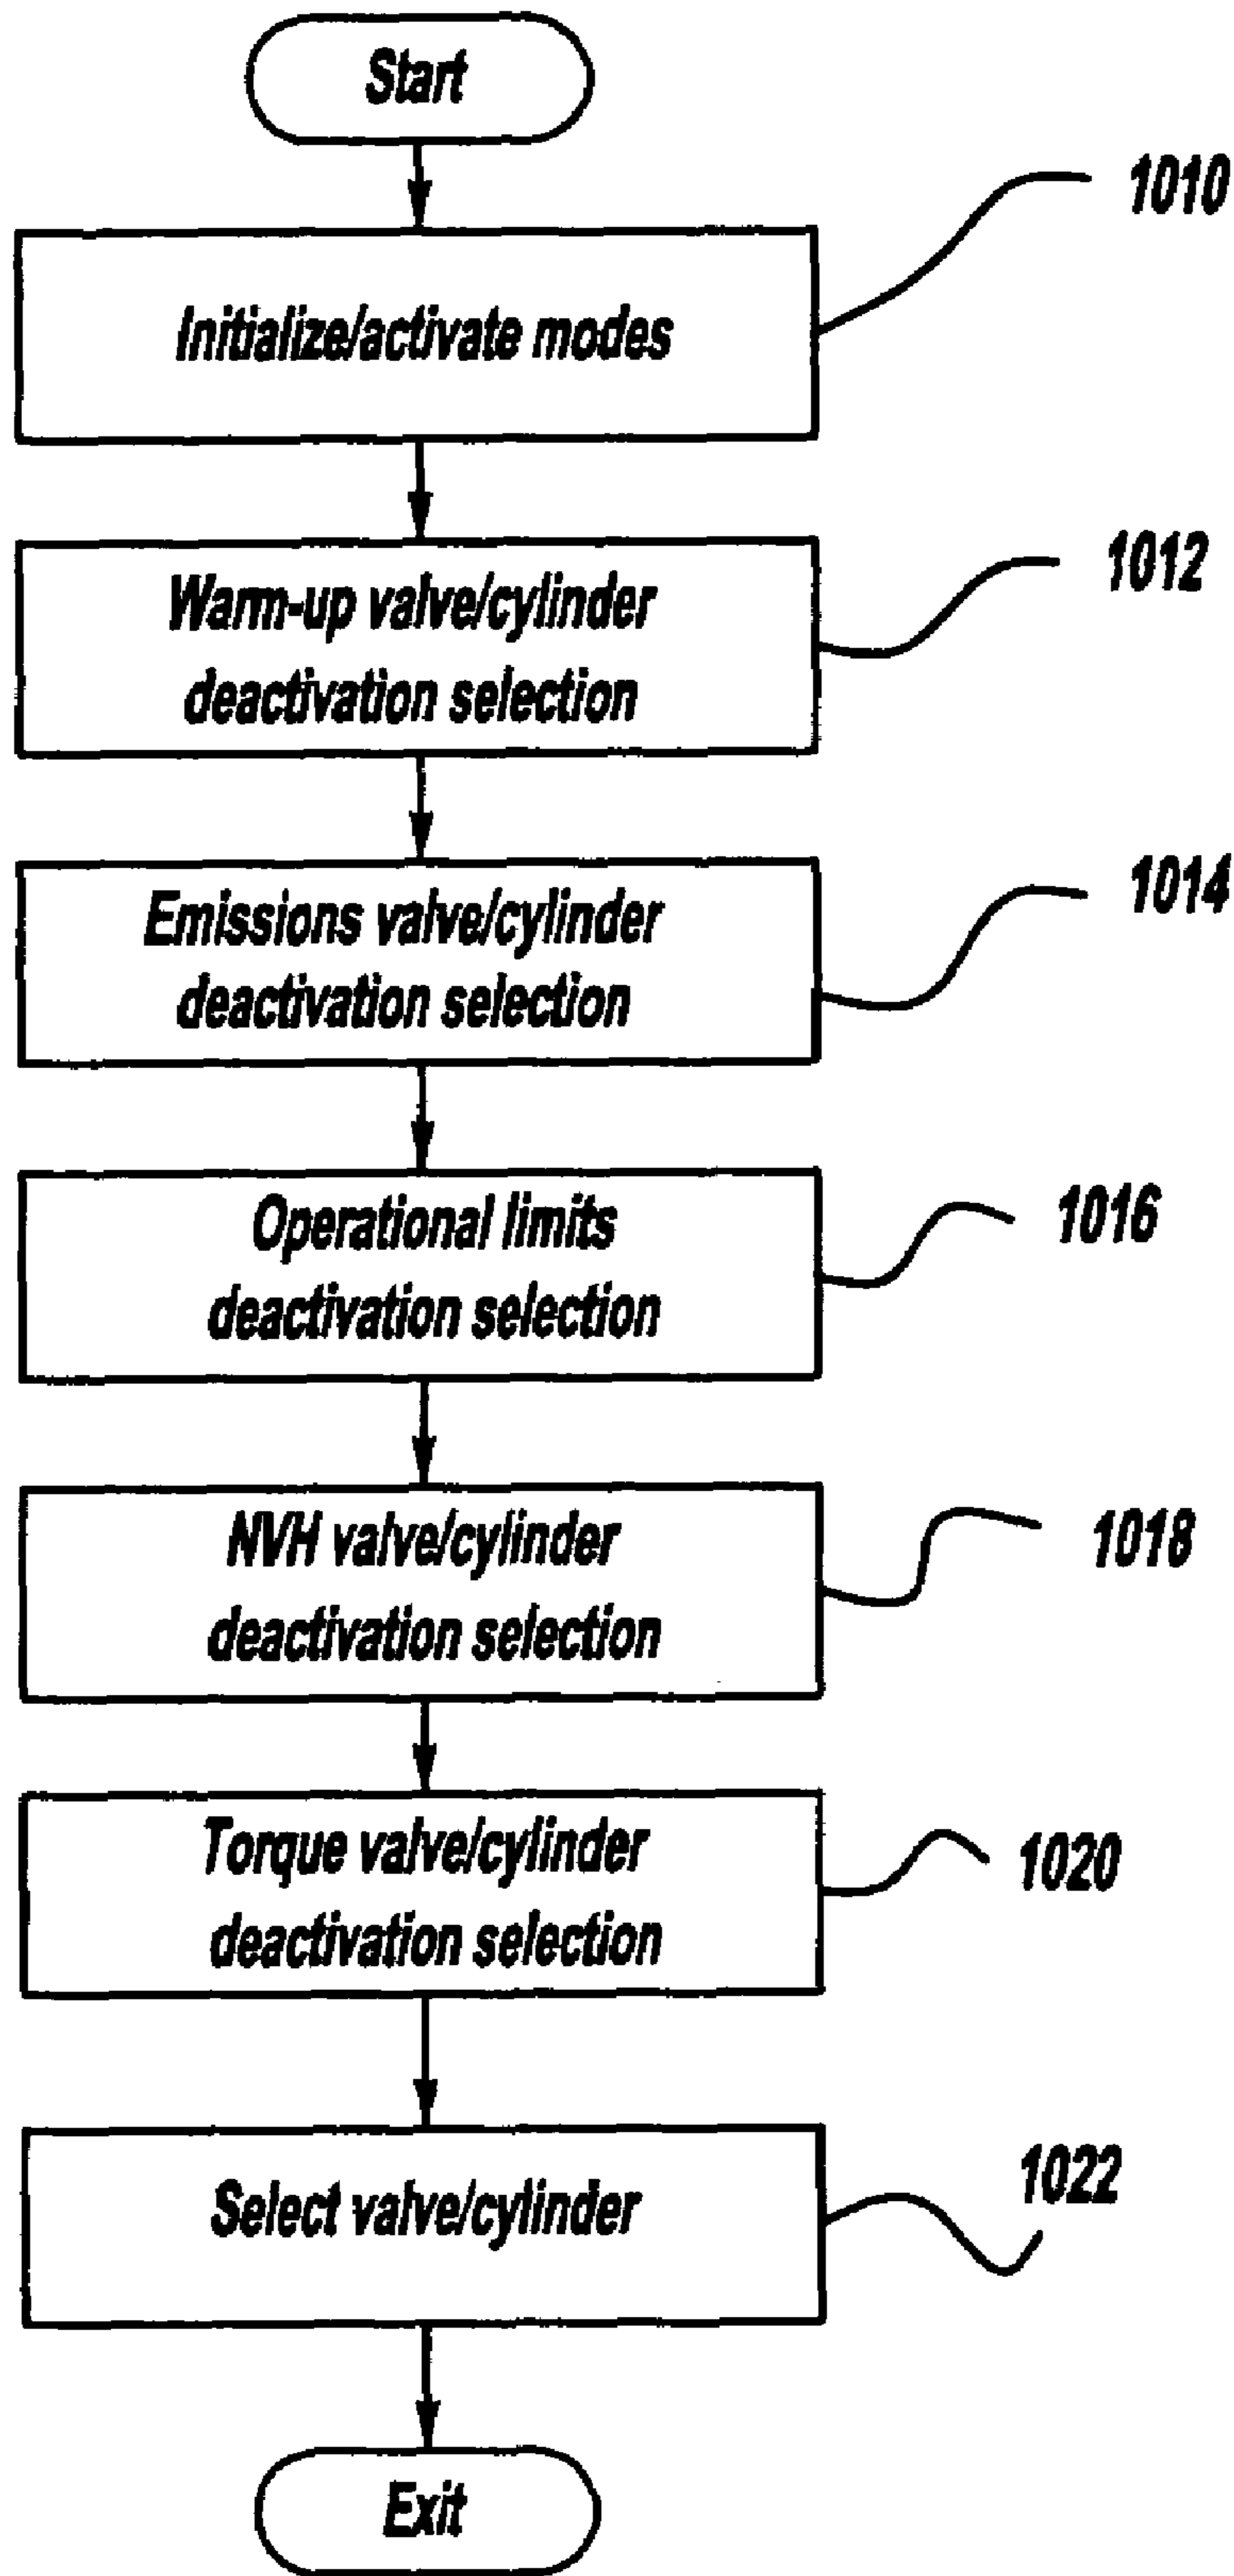 Start
1010
Initialize/activate modes
1012
Warm-up valve/cylinder
deactivation selection
1014
Emissions valve/cylinder
deactivation selection
1016
Operational limits
deactivation selection
NVH valve/cylinder
1018
deactivation selection
Torque valve/cylinder
1020
deactivation selection
1022
Select valve/cylinder
Exit